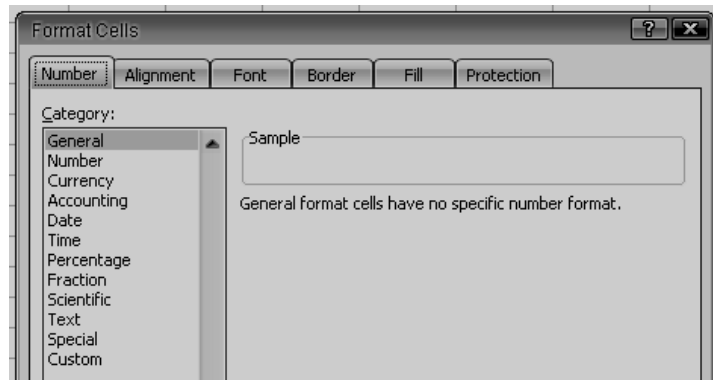 Format Cells
Number Alignment Font Border Fill Protection
Category:
General
Number
Currency
Accounting
Date
Time
Percentage
Fraction
Scientific
Text
Special
Custom
Sample
General format cells have no specific number format.